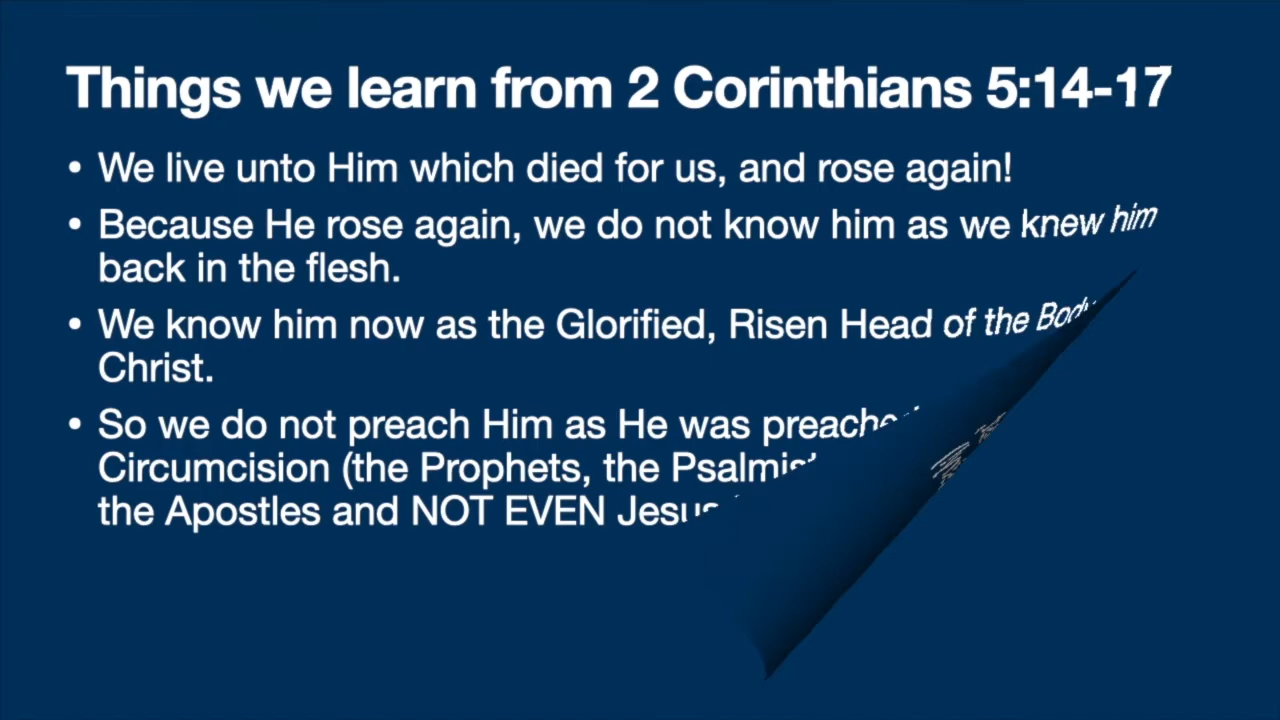 Things we learn from 2 Corinthians 5:14-17
• We live unto Him which died for us, and rose again!
• Because He rose again, we do not know him as we knew him
back in the flesh.
• We know him now as the Glorified, Risen Head of the Body
Christ.
• So we do not preach Him as He was
Circumcision (the Prophets, the
the Apostles and NOT EVEN Jesus